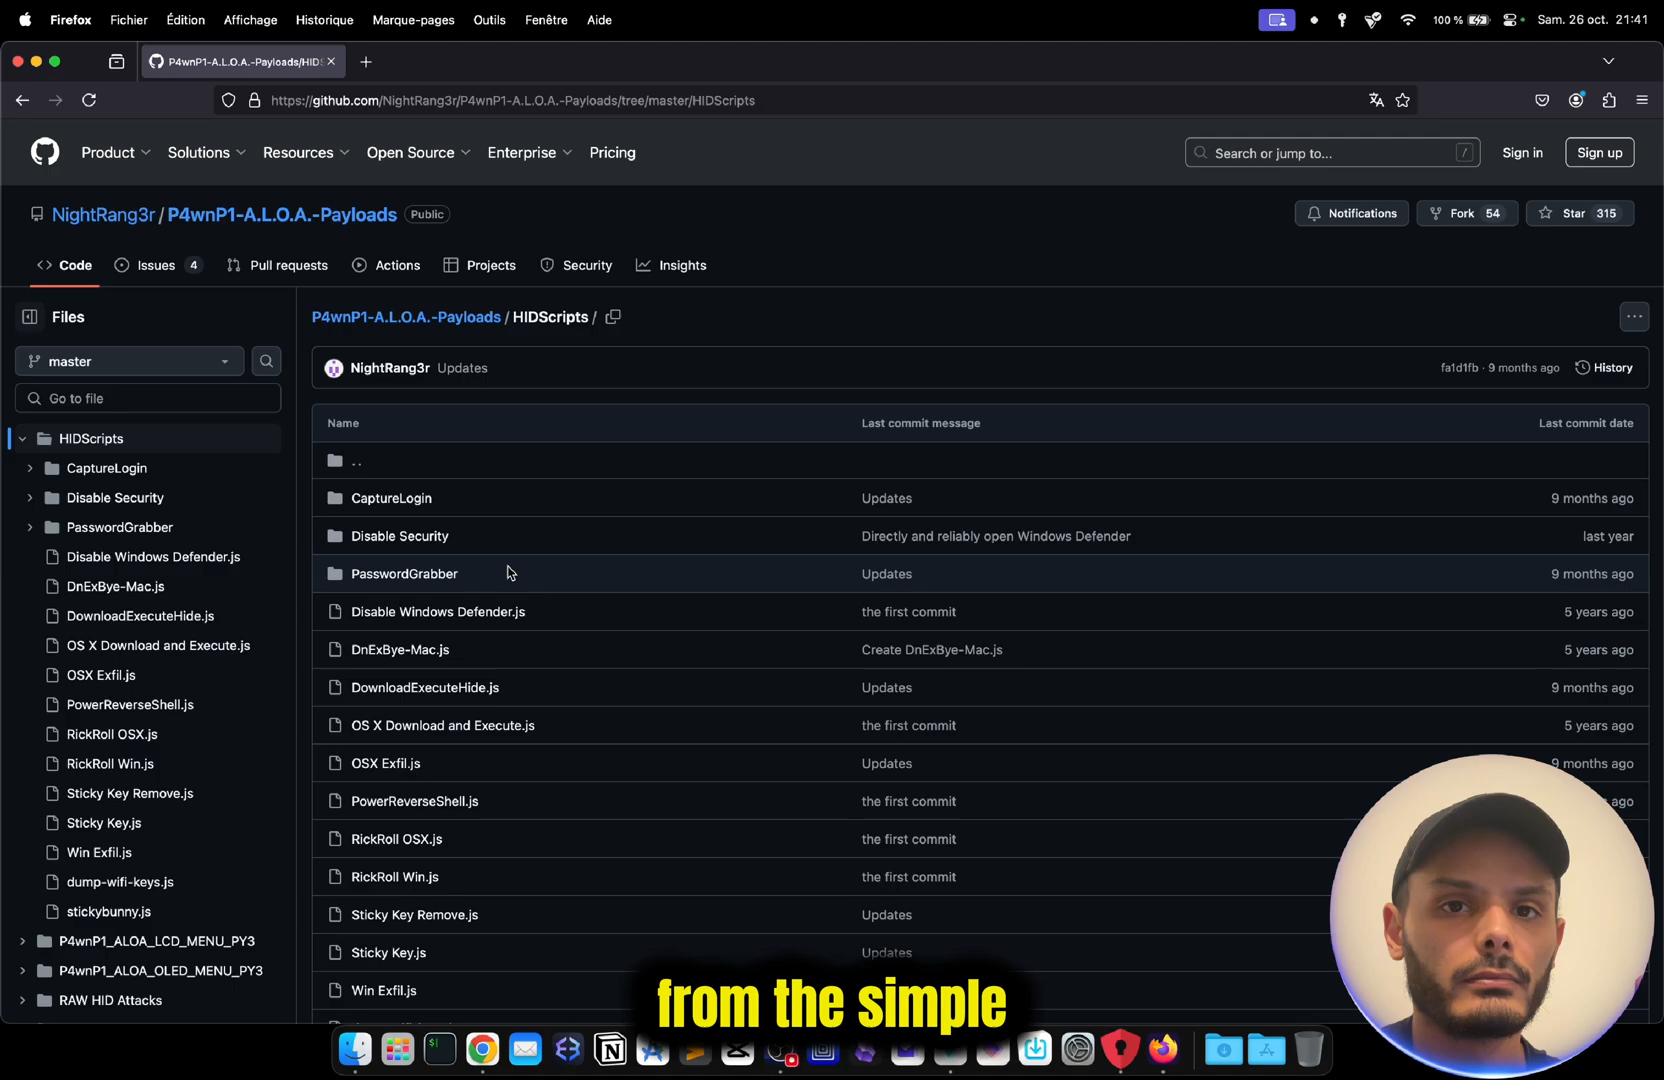 Firefox Fichier Édition Affichage Historique Marque-pages Outils Fenêtre Aide 100 % Sam. 26 oct. 21:41
P4wnP1-A.L.O.A.-Payloads/HIDS
https://github.com/NightRang3r/P4wnP1-A.L.O.A.-Payloads/tree/master/HIDScripts
Product Solutions Resources Open Source Enterprise Pricing Search or jump to... / Sign in Sign up
NightRang3r / P4wnP1-A.L.O.A.-Payloads Public Notifications Fork 54 Star 315
Code Issues 4 Pull requests Actions Projects Security Insights
Files
master
Go to file
HIDScripts
CaptureLogin
Disable Security
PasswordGrabber
Disable Windows Defender.js
DnExBye-Mac.js
DownloadExecuteHide.js
OS X Download and Execute.js
OSX Exfil.js
PowerReverseShell.js
RickRoll OSX.js
RickRoll Win.js
Sticky Key Remove.js
Sticky Key.js
Win Exfil.js
dump-wifi-keys.js
stickybunny.js
P4wnP1_ALOA_LCD_MENU_PY3
P4wnP1_ALOA_OLED_MENU_PY3
RAW HID Attacks
P4wnP1-A.L.O.A.-Payloads / HIDScripts /
NightRang3r Updates fa1d1fb · 9 months ago History
Name Last commit message Last commit date
..
CaptureLogin Updates 9 months ago
Disable Security Directly and reliably open Windows Defender last year
PasswordGrabber Updates 9 months ago
Disable Windows Defender.js the first commit 5 years ago
DnExBye-Mac.js Create DnExBye-Mac.js 5 years ago
DownloadExecuteHide.js Updates 9 months ago
OS X Download and Execute.js the first commit 5 years ago
OSX Exfil.js Updates 9 months ago
PowerReverseShell.js the first commit ago
RickRoll OSX.js the first commit
RickRoll Win.js the first commit
Sticky Key Remove.js Updates
Sticky Key.js Updates
Win Exfil.js
from the simple